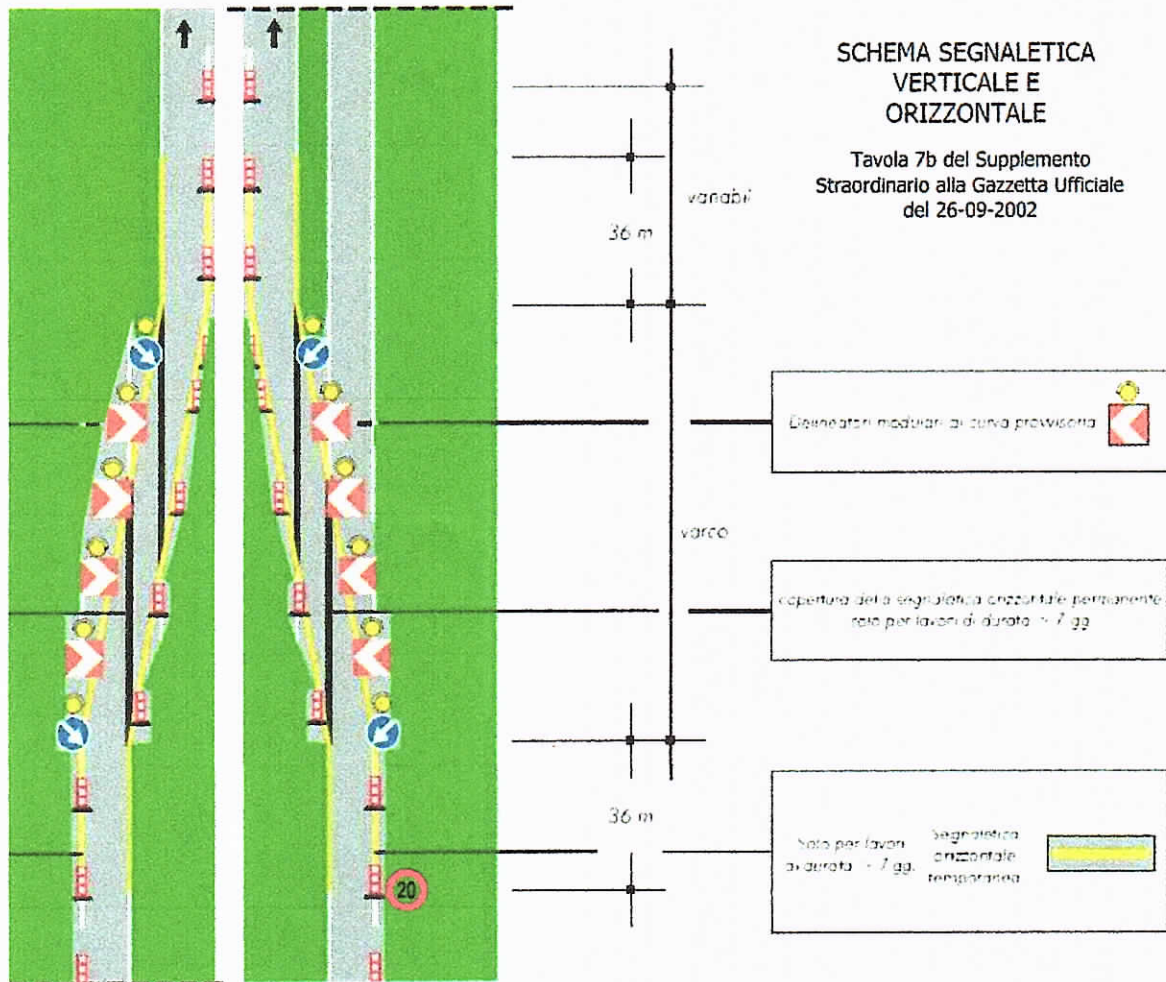 SCHEMA SEGNALETICA
VERTICALE E
ORIZZONTALE
Tavola 7b del Supplemento
Straordinario alla Gazzetta Ufficiale
del 26-09-2002
variabil
36 m
Delineatori modulari di curva provvisoria
varco
copertura della segnaletica orizzontale permanente
solo per lavori di durata 7 gg
36 m
Solo per lavori
di durata 7 gg.
Segnaletica
orizzontale
temporanea
20